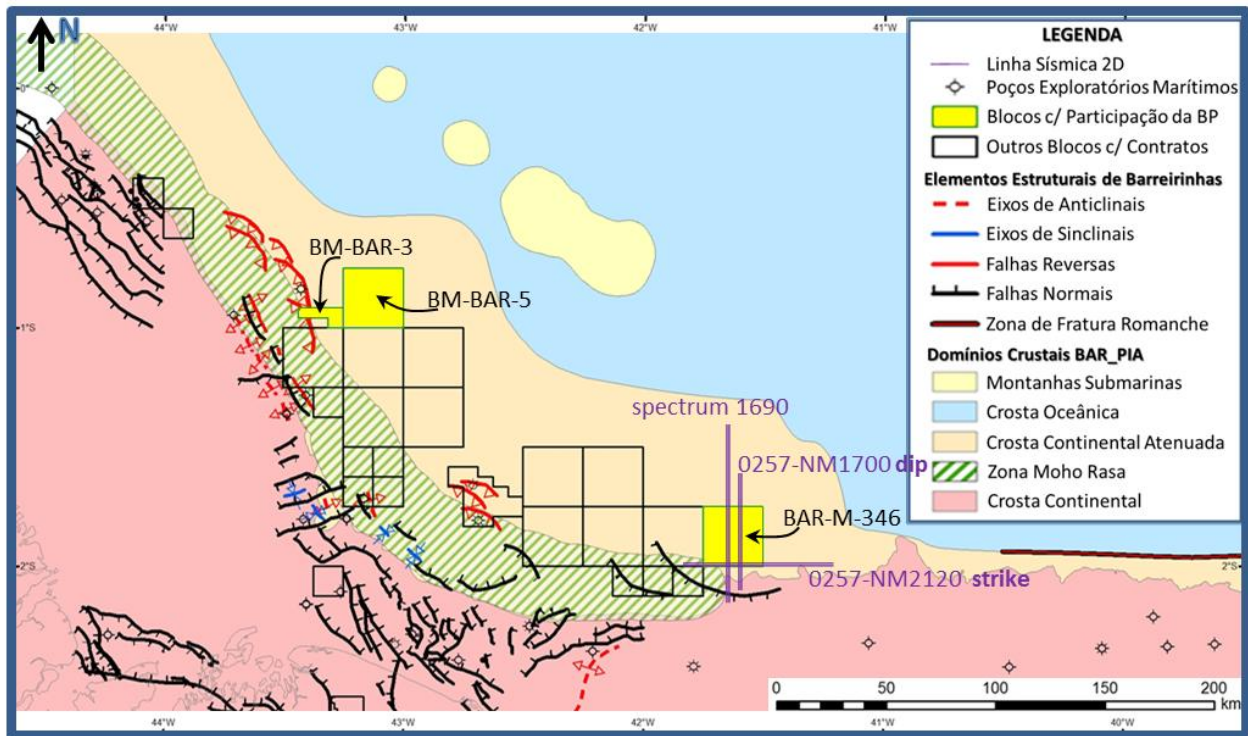 44°W 43°W 42°W 41°W
N
0°
1°S
2°S
2°S
LEGENDA
Linha Sísmica 2D
Poços Exploratórios Marítimos
Blocos c/ Participação da BP
Outros Blocos c/ Contratos
Elementos Estruturais de Barreirinhas
Eixos de Anticlinais
Eixos de Sinclinais
Falhas Reversas
Falhas Normais
Zona de Fratura Romanche
Domínios Crustais BAR_PIA
Montanhas Submarinas
Crosta Oceânica
Crosta Continental Atenuada
Zona Moho Rasa
Crosta Continental
BM-BAR-3
BM-BAR-5
spectrum 1690
0257-NM1700 dip
BAR-M-346
0257-NM2120 strike
0 50 100 150 200
km
44°W 43°W 42°W 41°W 40°W